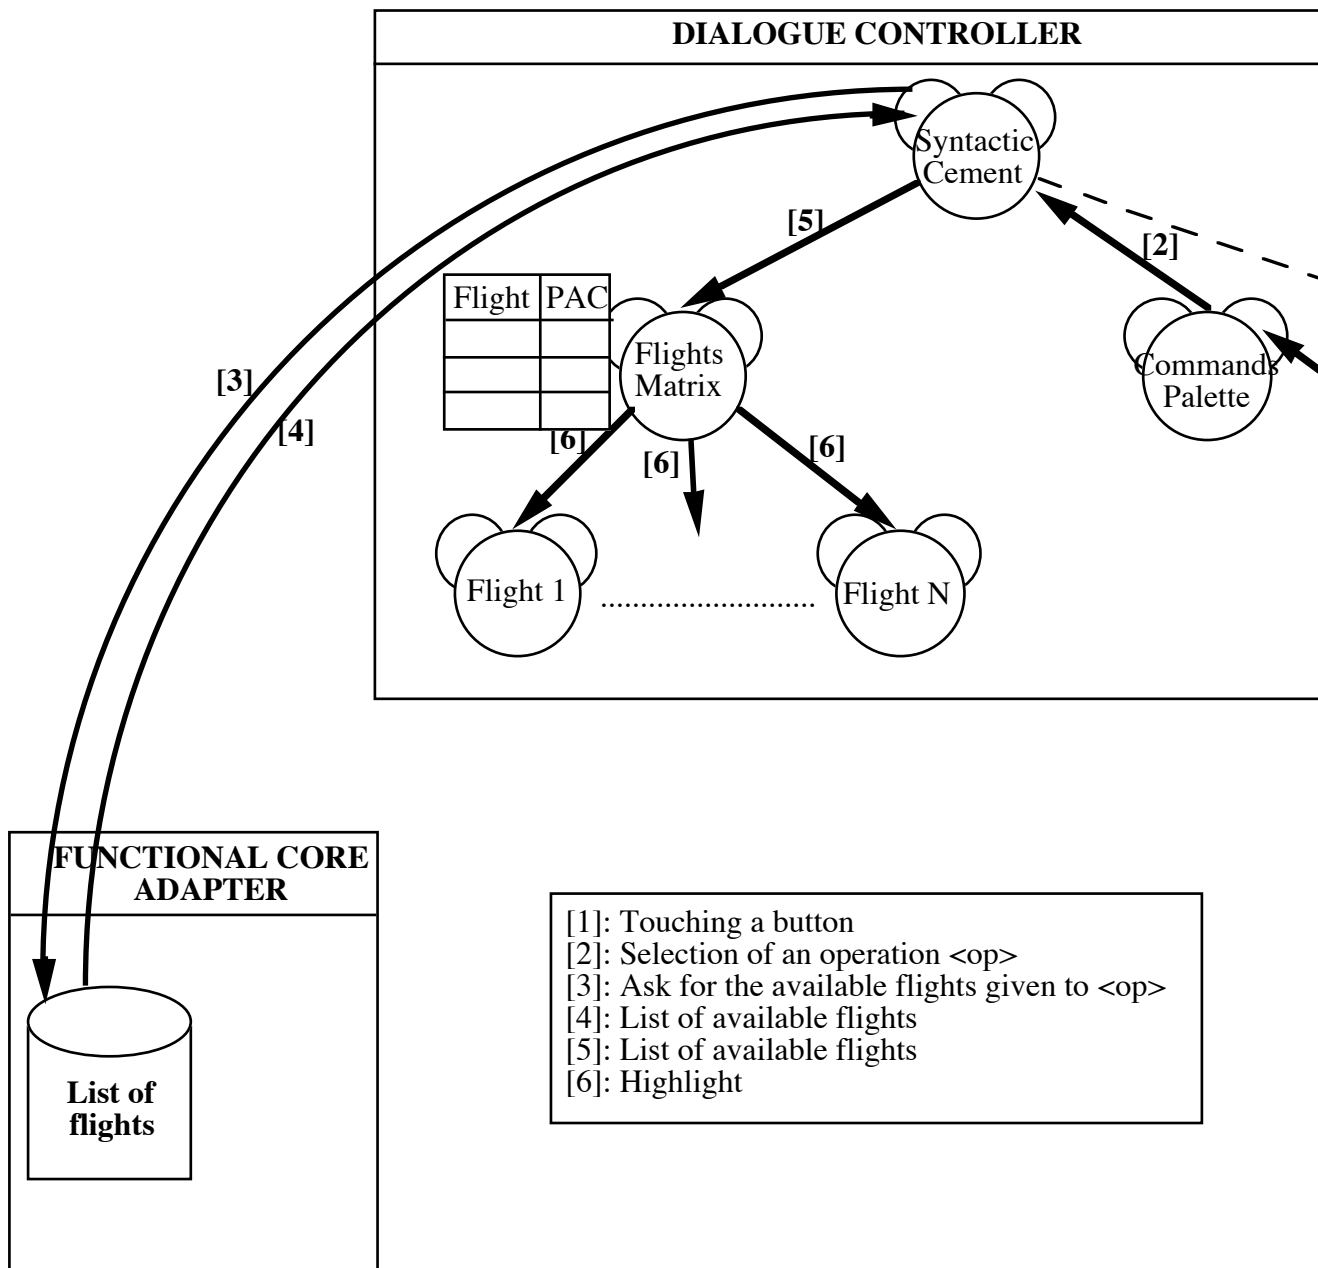 DIALOGUE CONTROLLER
Syntactic
Cement
[5]
[2]
Flight PAC
Flights
Matrix
Commands
Palette
[3]
[4]
[6]
[6]
[6]
Flight 1
...........................
Flight N
FUNCTIONAL CORE
ADAPTER
List of
flights
[1]: Touching a button
[2]: Selection of an operation <op>
[3]: Ask for the available flights given to <op>
[4]: List of available flights
[5]: List of available flights
[6]: Highlight